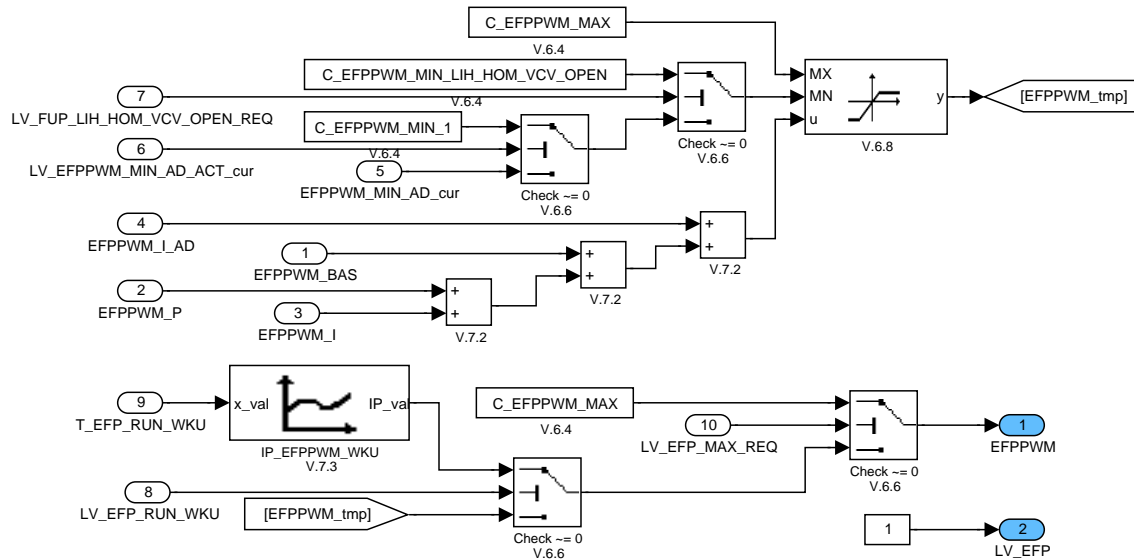 C_EFPPWM_MAX
V.6.4
C_EFPPWM_MIN_LIH_HOM_VCV_OPEN
V.6.4
7
LV_FUP_LIH_HOM_VCV_OPEN_REQ
C_EFPPWM_MIN_1
V.6.4
6
LV_EFPPWM_MIN_AD_ACT_cur
5
EFPPWM_MIN_AD_cur
Check ~= 0
V.6.6
Check ~= 0
V.6.6
MX
MN
u
y
V.6.8
[EFPPWM_tmp]
4
EFPPWM_I_AD
+
+
V.7.2
1
EFPPWM_BAS
+
+
V.7.2
2
EFPPWM_P
3
EFPPWM_I
+
+
V.7.2
9
T_EFP_RUN_WKU
x_val
IP_val
IP_EFPPWM_WKU
V.7.3
C_EFPPWM_MAX
V.6.4
10
LV_EFP_MAX_REQ
Check ~= 0
V.6.6
1
EFPPWM
8
LV_EFP_RUN_WKU
[EFPPWM_tmp]
Check ~= 0
V.6.6
1
2
LV_EFP